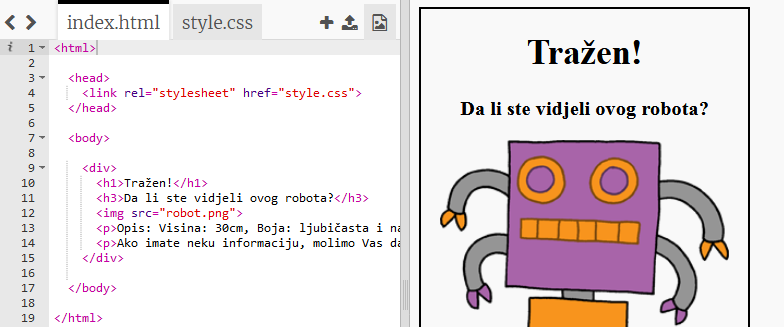 index.html
style.css
i
1 <html>
2
3 <head>
4 <link rel="stylesheet" href="style.css">
5 </head>
6
7 <body>
8
9 <div>
10 <h1>Tražen!</h1>
11 <h3>Da li ste vidjeli ovog robota?</h3>
12 <img src="robot.png">
13 <p>Opis: Visina: 30cm, Boja: ljubičasta i na
14 <p>Ako imate neku informaciju, molimo Vas da
15 </div>
16
17 </body>
18
19 </html>
Tražen!
Da li ste vidjeli ovog robota?